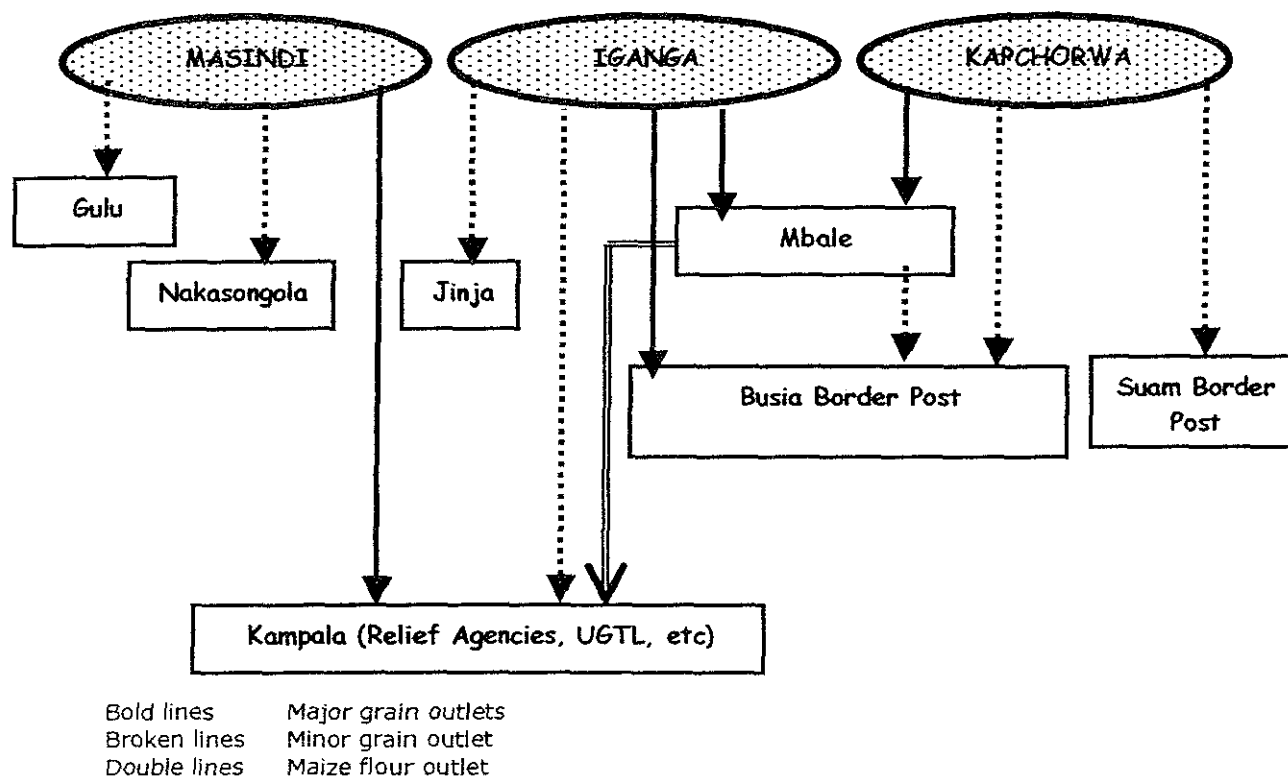 MASINDI
IGANGA
KAPCHORWA
Gulu
Mbale
Nakasongola
Jinja
Busia Border Post
Suam Border
Post
Kampala (Relief Agencies, UGTL, etc)
Bold lines Major grain outlets
Broken lines Minor grain outlet
Double lines Maize flour outlet